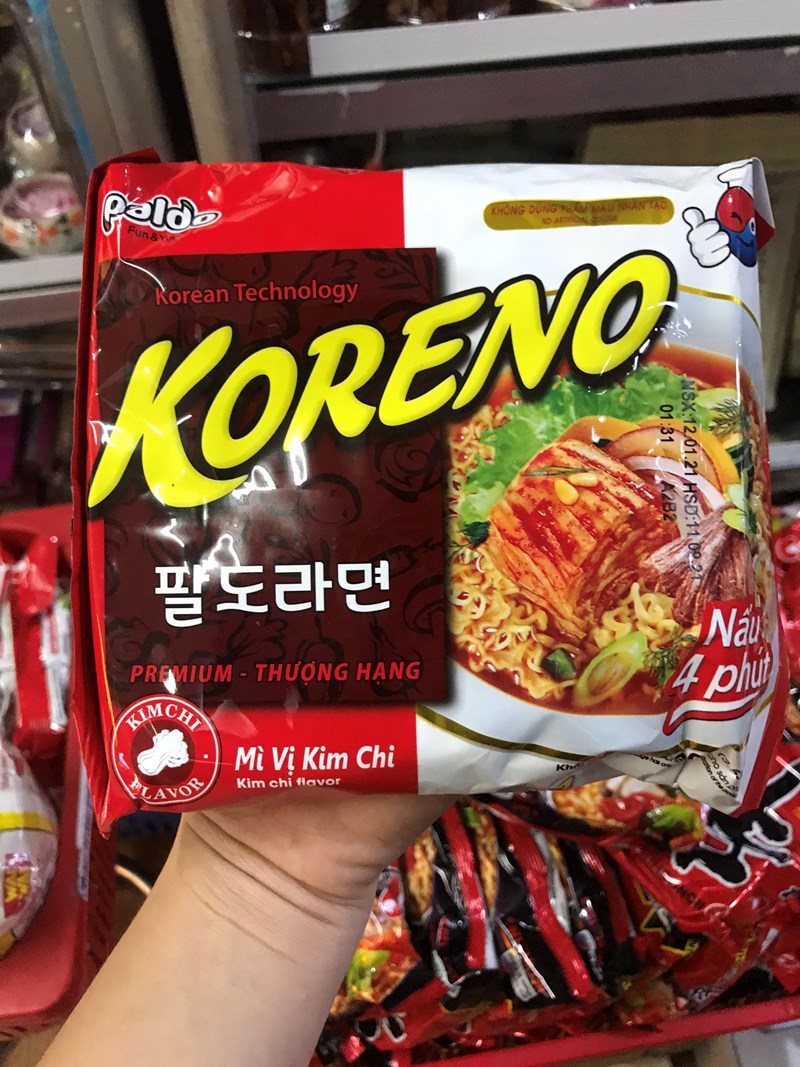 Paldo
Fun & Yum
KHÔNG DÙNG PHẨM MÀU NHÂN TẠO
NO ARTIFICIAL COLOUR
Korean Technology
KORENO
NSX:12.01.21 HSD:11.09.21
01:31 A2B2
팔도라면
PREMIUM - THƯỢNG HẠNG
Nấu
4 phút
KIMCHI
FLAVOR
Mì Vị Kim Chi
Kim chi flavor